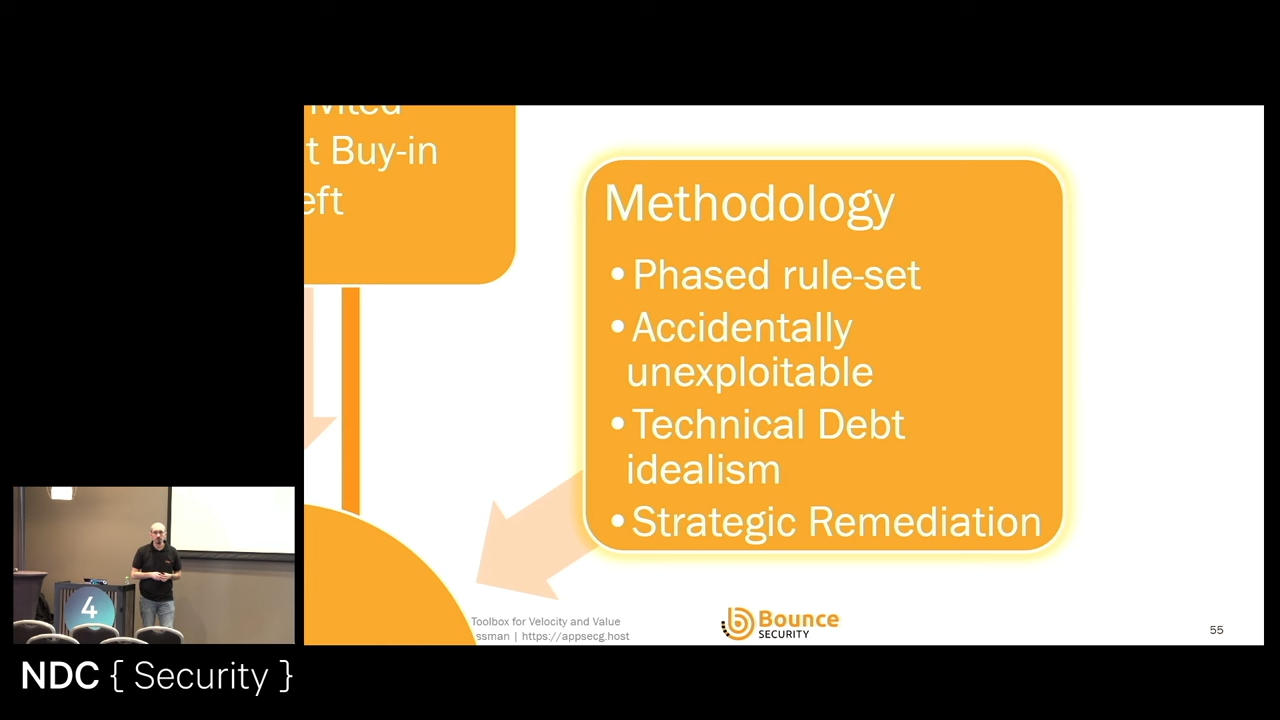 t Buy-in
eft
Methodology
•Phased rule-set
•Accidentally
unexploitable
•Technical Debt
idealism
•Strategic Remediation
Toolbox for Velocity and Value
ssman | https://appsecg.host
Bounce
SECURITY
55
4
NDC { Security }